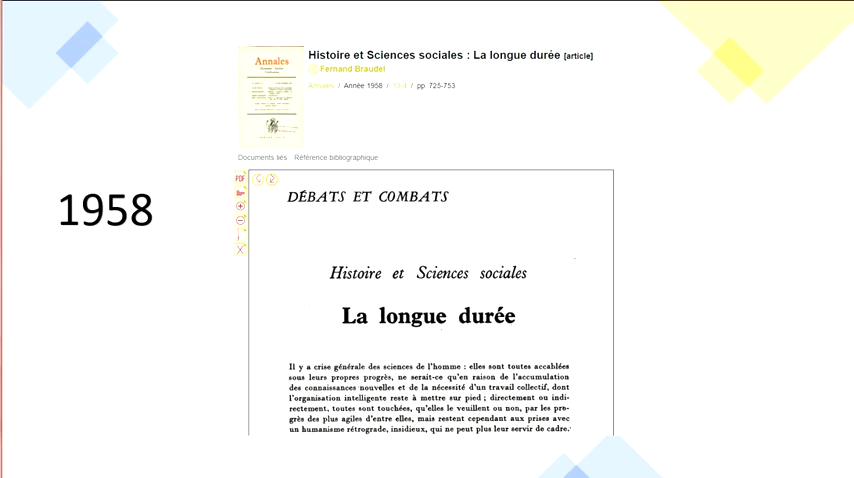 Annales
Histoire et Sciences sociales : La longue durée [article]
Fernand Braudel
Annales / Année 1958 / 13-4 / pp. 725-753
Documents liés Référence bibliographique
1958
PDF
DÉBATS ET COMBATS
Histoire et Sciences sociales
La longue durée
Il y a crise générale des sciences de l'homme : elles sont toutes accablées
sous leurs propres progrès, ne serait-ce qu'en raison de l'accumulation
des connaissances nouvelles et de la nécessité d'un travail collectif, dont
l'organisation intelligente reste à mettre sur pied ; directement ou indi-
rectement, toutes sont touchées, qu'elles le veuillent ou non, par les pro-
grès des plus agiles d'entre elles, mais restent cependant aux prises avec
un humanisme rétrograde, insidieux, qui ne peut plus leur servir de cadre.